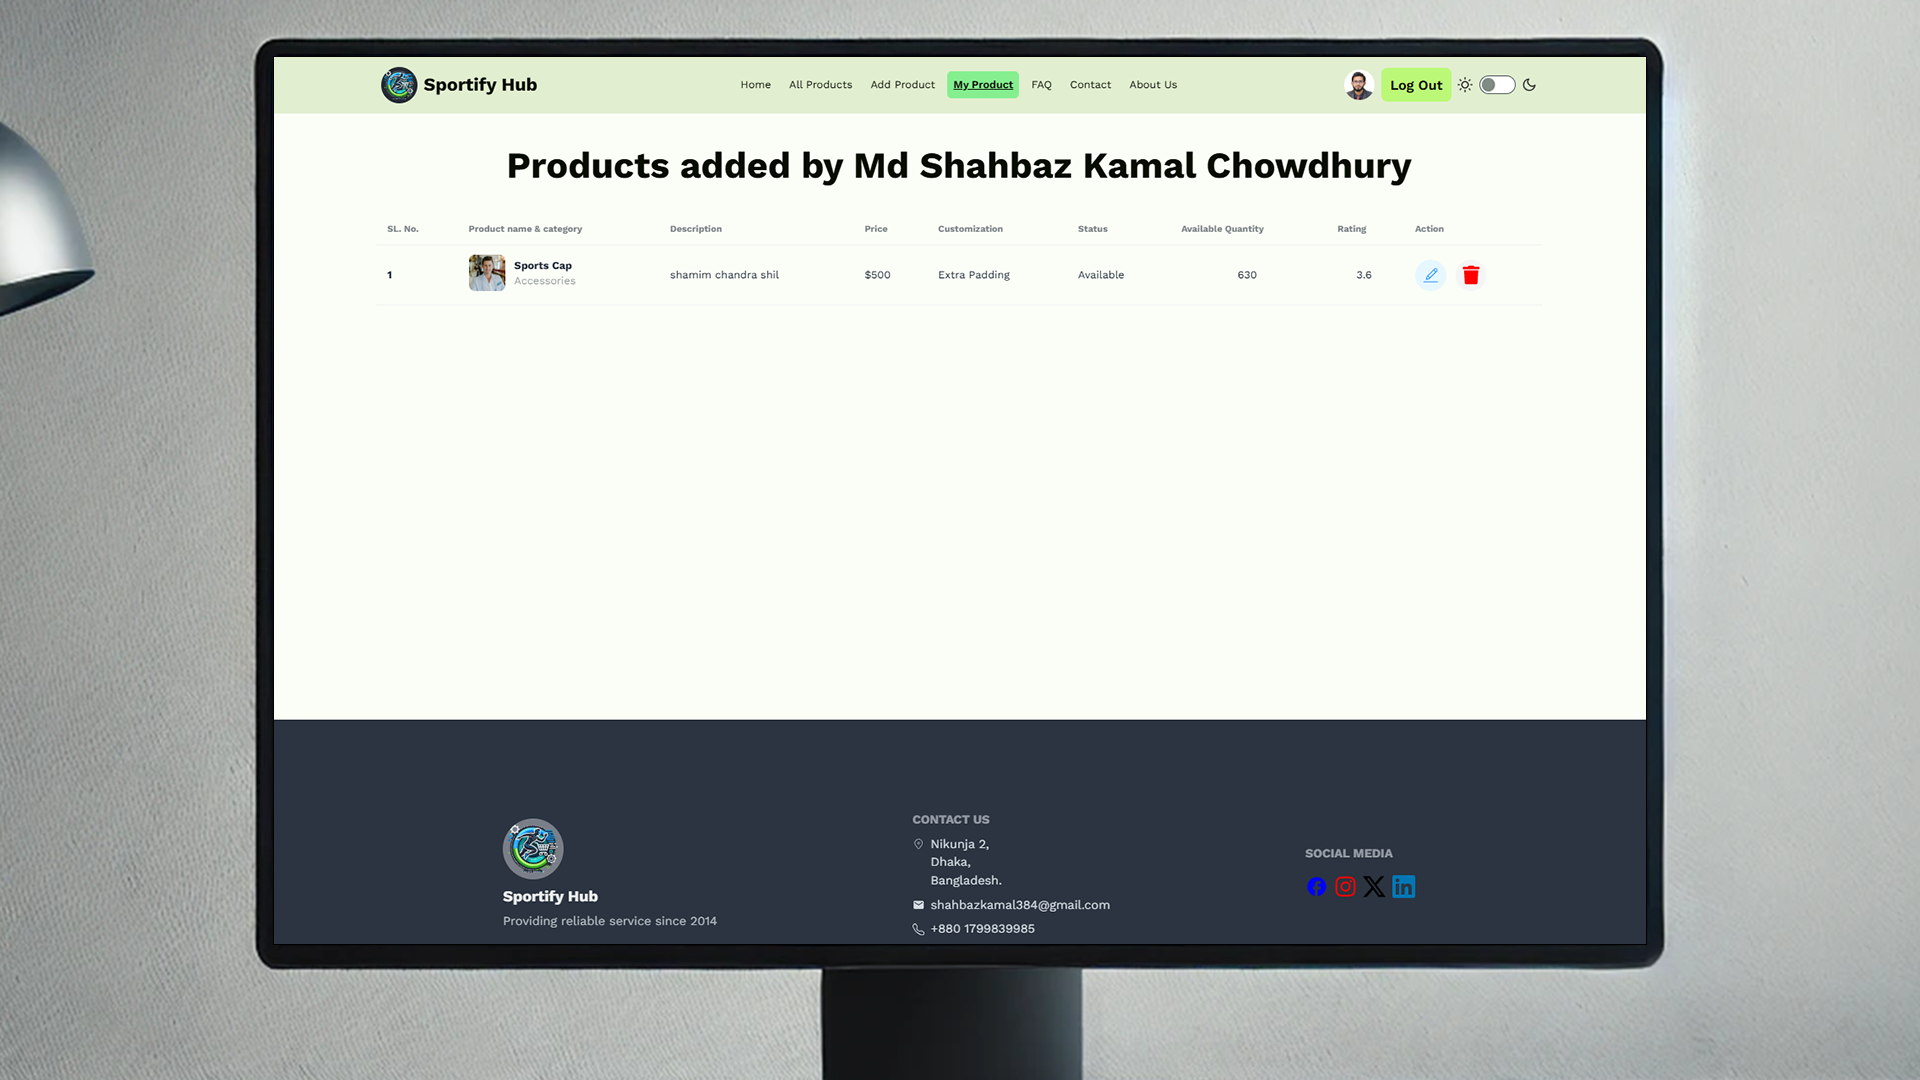 Sportify Hub
Home All Products Add Product My Product FAQ Contact About Us
Log Out
Products added by Md Shahbaz Kamal Chowdhury
SL. No. Product name & category Description Price Customization Status Available Quantity Rating Action
1 Sports Cap Accessories shamim chandra shil $500 Extra Padding Available 630 3.6
Sportify Hub
Providing reliable service since 2014
CONTACT US
Nikunja 2,
Dhaka,
Bangladesh.
shahbazkamal384@gmail.com
+880 1799839985
SOCIAL MEDIA